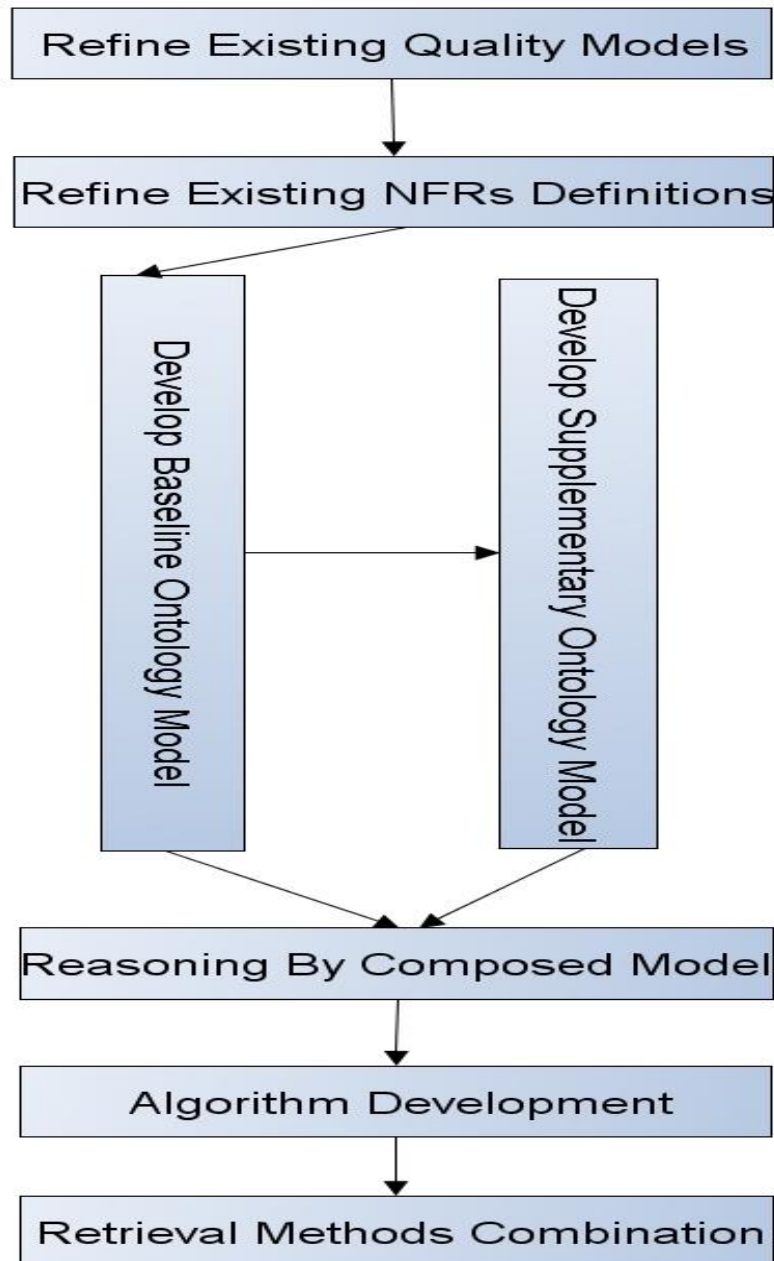 Refine Existing Quality Models
Refine Existing NFRs Definitions
Develop Baseline Ontology Model
Develop Supplementary Ontology Model
Reasoning By Composed Model
Algorithm Development
Retrieval Methods Combination